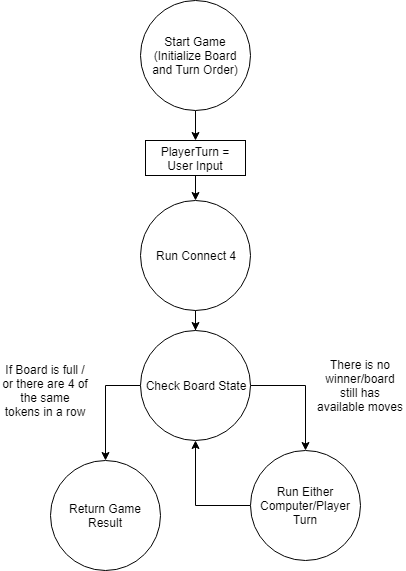 Start Game
(Initialize Board
and Turn Order)
PlayerTurn =
User Input
Run Connect 4
Check Board State
If Board is full /
or there are 4 of
the same
tokens in a row
There is no
winner/board
still has
available moves
Return Game
Result
Run Either
Computer/Player
Turn